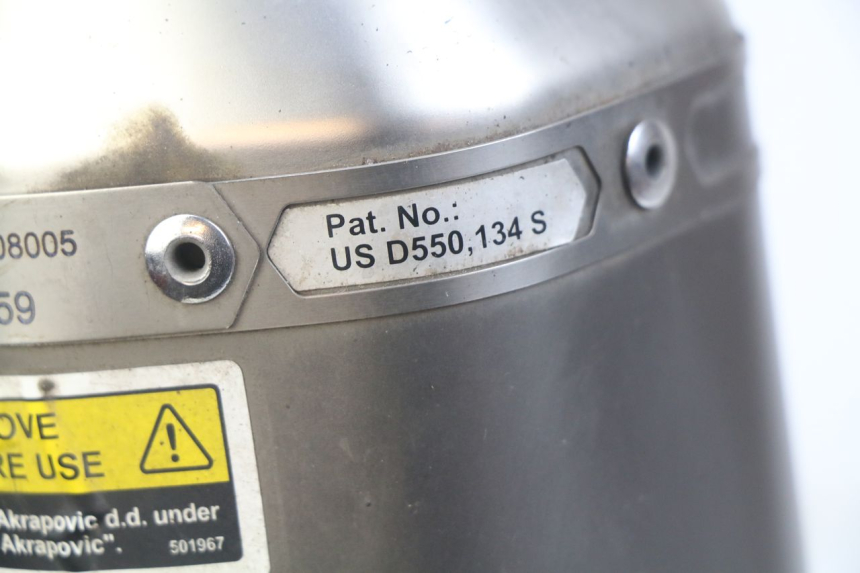 08005
59
Pat. No.:
US D550,134 S
OVE
RE USE
Akrapovic d.d. under
Akrapovic".
501967